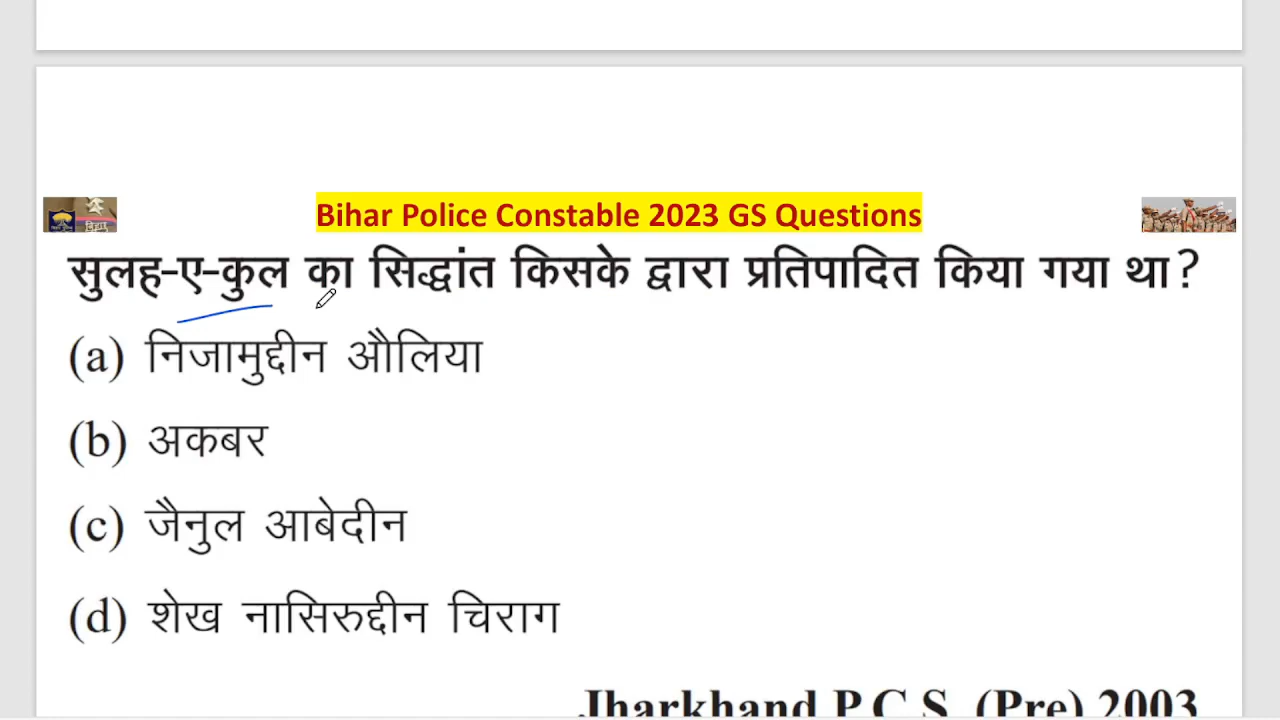 Bihar Police Constable 2023 GS Questions
सुलह-ए-कुल का सिद्धांत किसके द्वारा प्रतिपादित किया गया था?
(a) निजामुद्दीन औलिया
(b) अकबर
(c) जैनुल आबेदीन
(d) शेख नासिरुद्दीन चिराग
Jharkhand P.C.S. (Pre) 2003